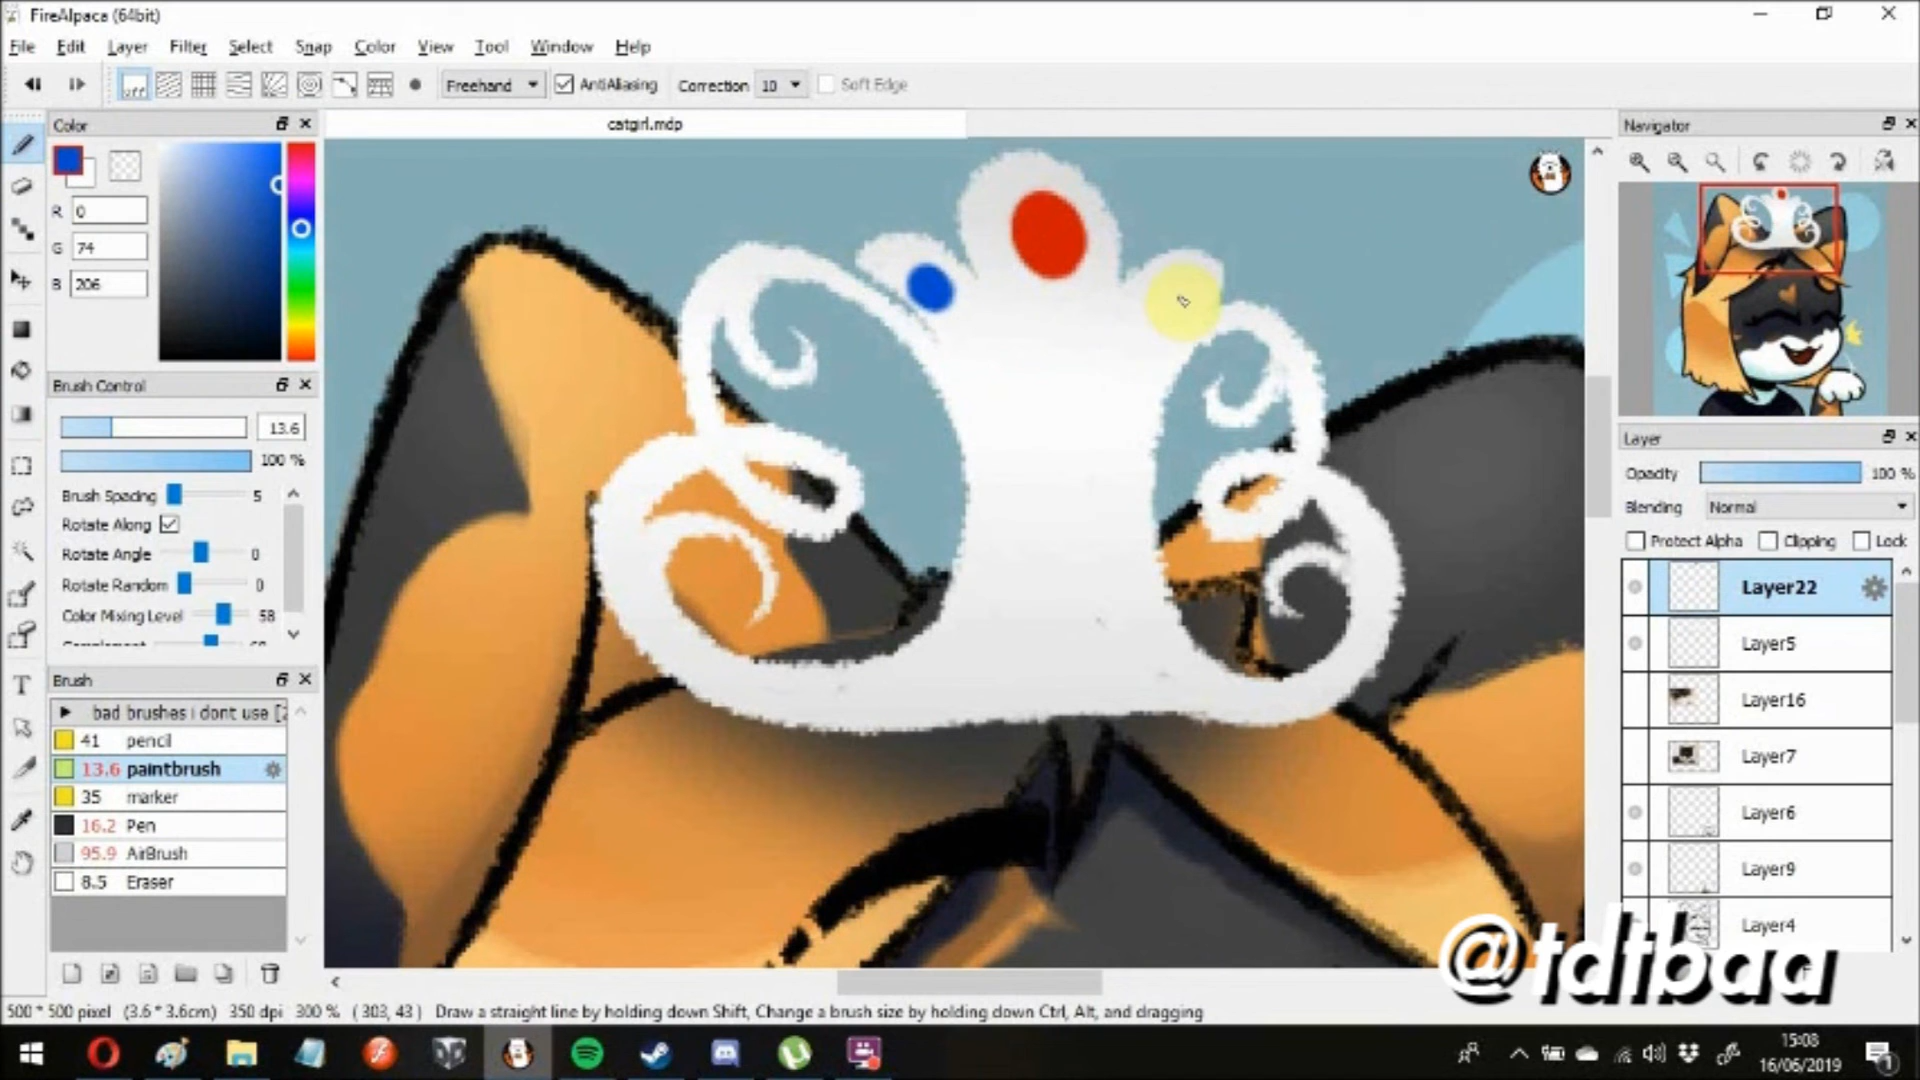 FireAlpaca (64bit)
File Edit Layer Filter Select Snap Color View Tool Window Help
off Freehand AntiAliasing Correction 10 Soft Edge
Color
catgirl.mdp
Navigator
R 0
G 74
B 206
Brush Control
13.6
100 %
Brush Spacing 5
Rotate Along
Rotate Angle 0
Rotate Random 0
Color Mixing Level 58
Layer
Opacity 100 %
Blending Normal
Protect Alpha Clipping Lock
Layer22
Layer5
Layer16
Layer7
Layer6
Layer9
Layer4
Brush
bad brushes i dont use [2
41 pencil
13.6 paintbrush
35 marker
16.2 Pen
95.9 AirBrush
8.5 Eraser
@tdtbaa
500 * 500 pixel (3.6 * 3.6cm) 350 dpi 300 % ( 303, 43 ) Draw a straight line by holding down Shift, Change a brush size by holding down Ctrl, Alt, and dragging
15:08
16/06/2019
1